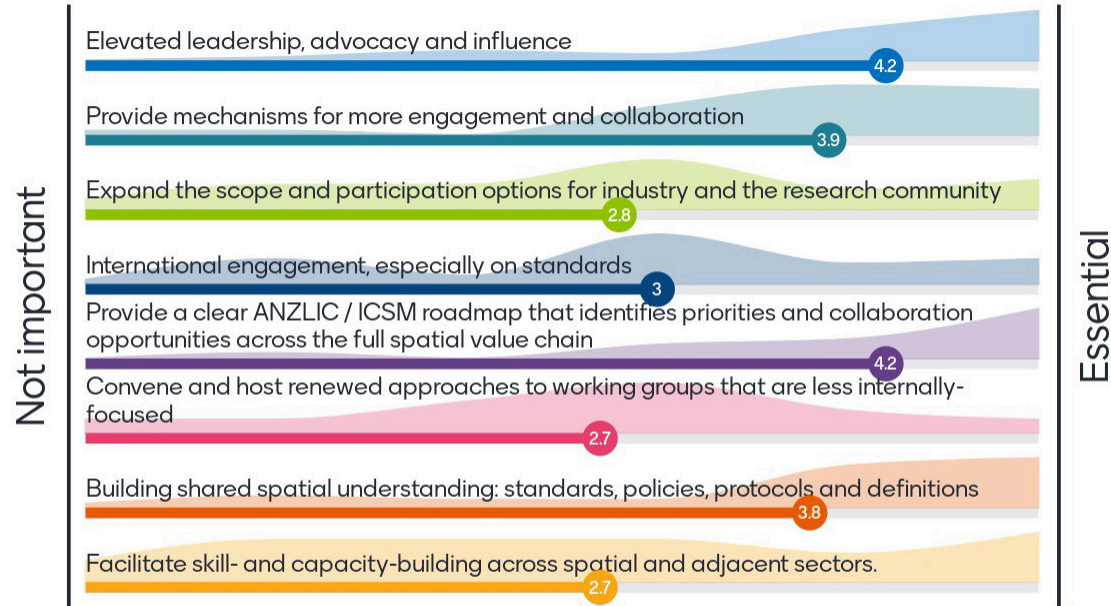 Not important
Elevated leadership, advocacy and influence
4.2
Provide mechanisms for more engagement and collaboration
3.9
Expand the scope and participation options for industry and the research community
2.8
International engagement, especially on standards
3
Provide a clear ANZLIC / ICSM roadmap that identifies priorities and collaboration
opportunities across the full spatial value chain
4.2
Convene and host renewed approaches to working groups that are less internally-
focused
2.7
Building shared spatial understanding: standards, policies, protocols and definitions
3.8
Facilitate skill- and capacity-building across spatial and adjacent sectors.
2.7
Essential